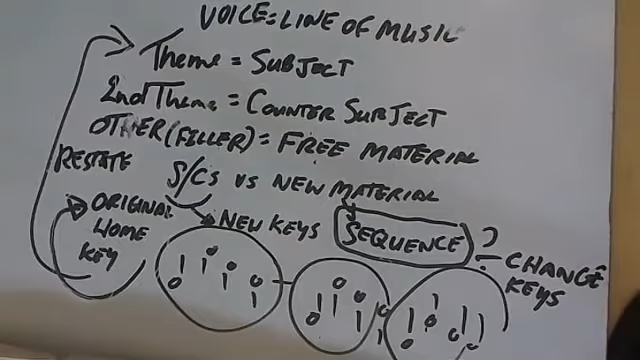 VOICE=LINE OF MUSIC
Theme = SUBJECT
2nd Theme = COUNTER SUBJECT
OTHER (FILLER) = FREE MATERIAL
RESTATE
S/Cs vs NEW MATERIAL
ORIGINAL HOME KEY
NEW KEYS
SEQUENCE ?
CHANGE KEYS